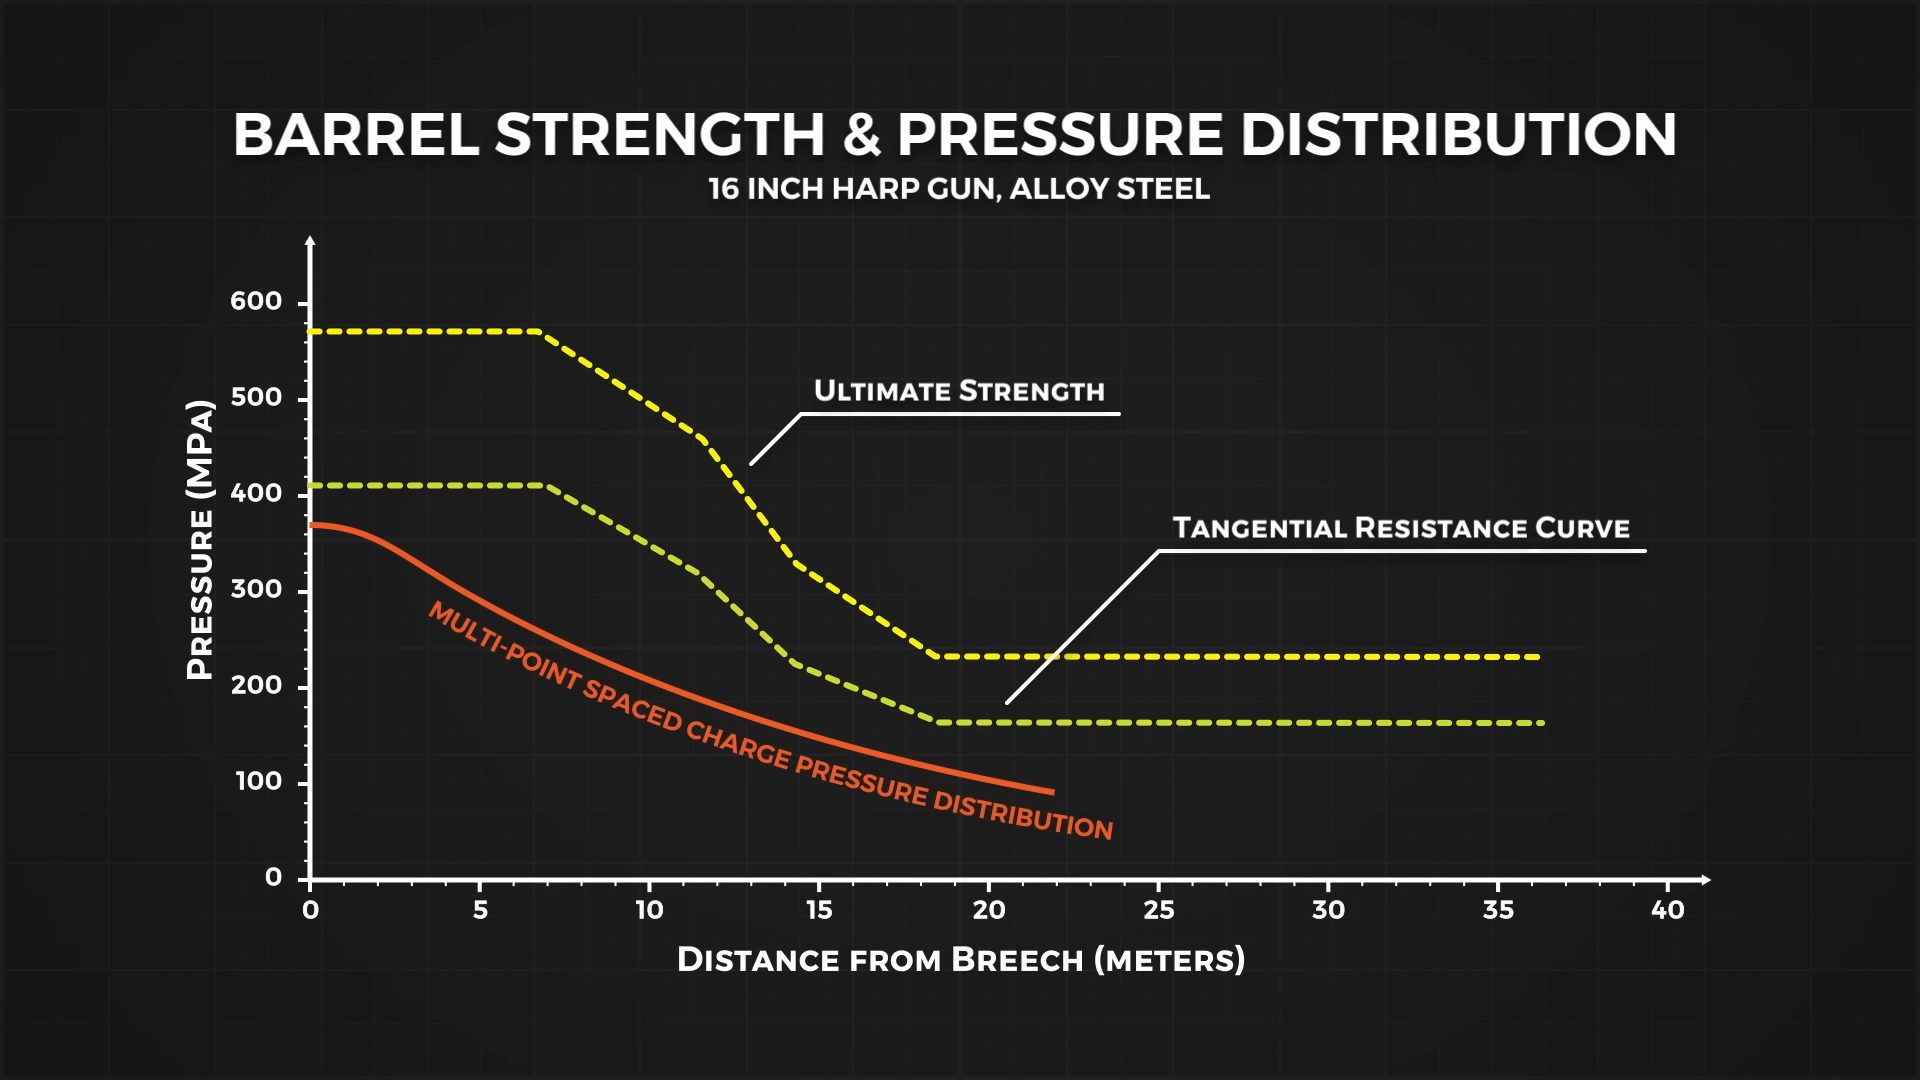 BARREL STRENGTH & PRESSURE DISTRIBUTION
16 INCH HARP GUN, ALLOY STEEL
PRESSURE (MPA)
600
500
400
300
200
100
0
ULTIMATE STRENGTH
TANGENTIAL RESISTANCE CURVE
MULTI-POINT SPACED CHARGE PRESSURE DISTRIBUTION
0 5 10 15 20 25 30 35 40
DISTANCE FROM BREECH (METERS)